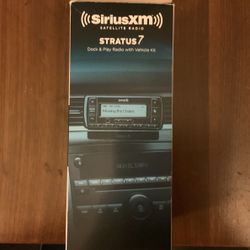 ((SiriusXM))
SATELLITE RADIO
STRATUS 7
Dock & Play Radio with Vehicle Kit